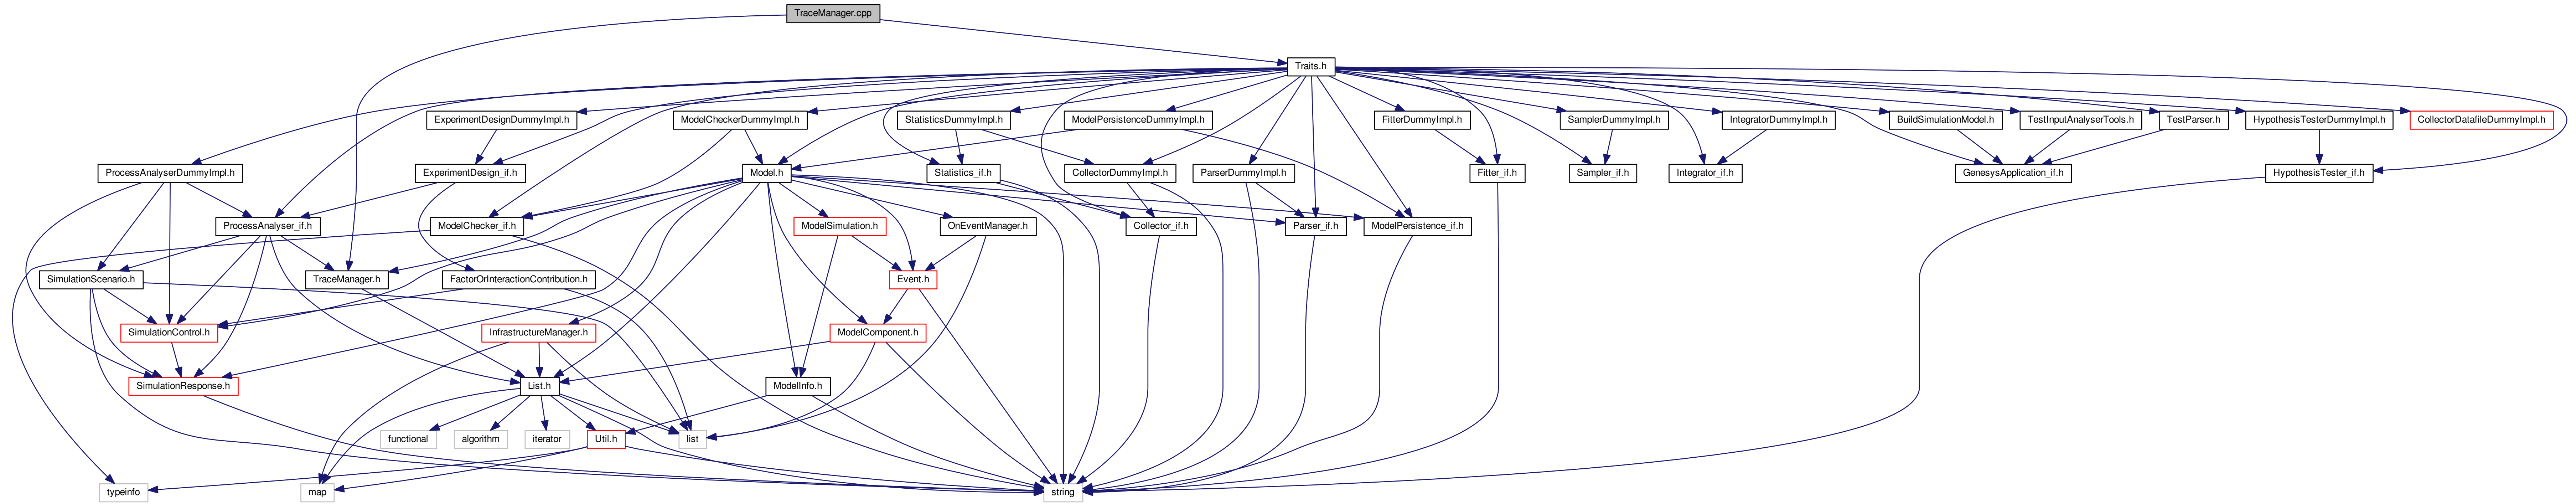 TraceManager.cpp
Traits.h
ExperimentDesignDummyImpl.h
ModelCheckerDummyImpl.h
StatisticsDummyImpl.h
ModelPersistenceDummyImpl.h
FitterDummyImpl.h
SamplerDummyImpl.h
IntegratorDummyImpl.h
BuildSimulationModel.h
TestInputAnalyserTools.h
TestParser.h
HypothesisTesterDummyImpl.h
CollectorDatafileDummyImpl.h
ProcessAnalyserDummyImpl.h
ExperimentDesign_if.h
Model.h
Statistics_if.h
CollectorDummyImpl.h
ParserDummyImpl.h
Fitter_if.h
Sampler_if.h
Integrator_if.h
GenesysApplication_if.h
HypothesisTester_if.h
ProcessAnalyser_if.h
ModelChecker_if.h
ModelSimulation.h
OnEventManager.h
Collector_if.h
Parser_if.h
ModelPersistence_if.h
SimulationScenario.h
TraceManager.h
FactorOrInteractionContribution.h
Event.h
SimulationControl.h
InfrastructureManager.h
ModelComponent.h
SimulationResponse.h
List.h
ModelInfo.h
functional
algorithm
iterator
Util.h
list
typeinfo
map
string